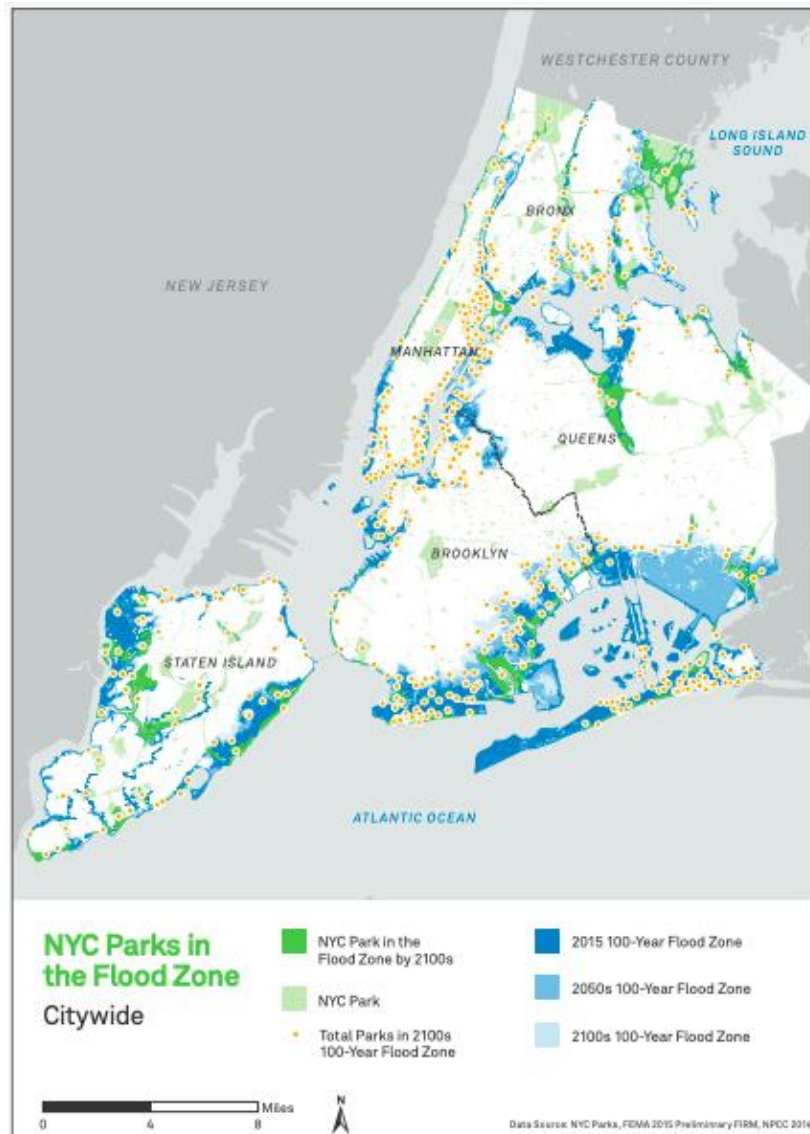 WESTCHESTER COUNTY
LONG ISLAND
SOUND
BRONX
NEW JERSEY
MANHATTAN
QUEENS
BROOKLYN
STATEN ISLAND
ATLANTIC OCEAN
NYC Parks in
the Flood Zone
Citywide
NYC Park in the
Flood Zone by 2100s
NYC Park
Total Parks in 2100s
100-Year Flood Zone
2015 100-Year Flood Zone
2050s 100-Year Flood Zone
2100s 100-Year Flood Zone
Miles
0 4 8
N
Data Source: NYC Parks, FEMA 2015 Preliminary FIRM, NPCC